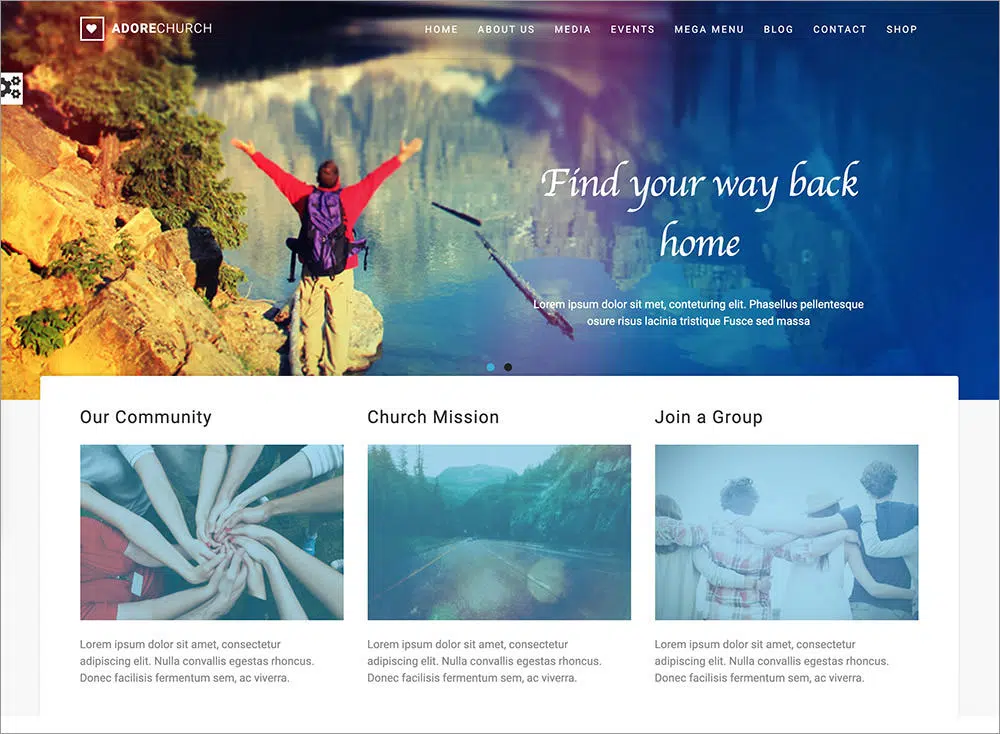 ADORECHURCH
HOME ABOUT US MEDIA EVENTS MEGA MENU BLOG CONTACT SHOP
Find your way back
home
Lorem ipsum dolor sit met, conteturing elit. Phasellus pellentesque
osure risus lacinia tristique Fusce sed massa
Our Community
Lorem ipsum dolor sit amet, consectetur
adipiscing elit. Nulla convallis egestas rhoncus.
Donec facilisis fermentum sem, ac viverra.
Church Mission
Lorem ipsum dolor sit amet, consectetur
adipiscing elit. Nulla convallis egestas rhoncus.
Donec facilisis fermentum sem, ac viverra.
Join a Group
Lorem ipsum dolor sit amet, consectetur
adipiscing elit. Nulla convallis egestas rhoncus.
Donec facilisis fermentum sem, ac viverra.